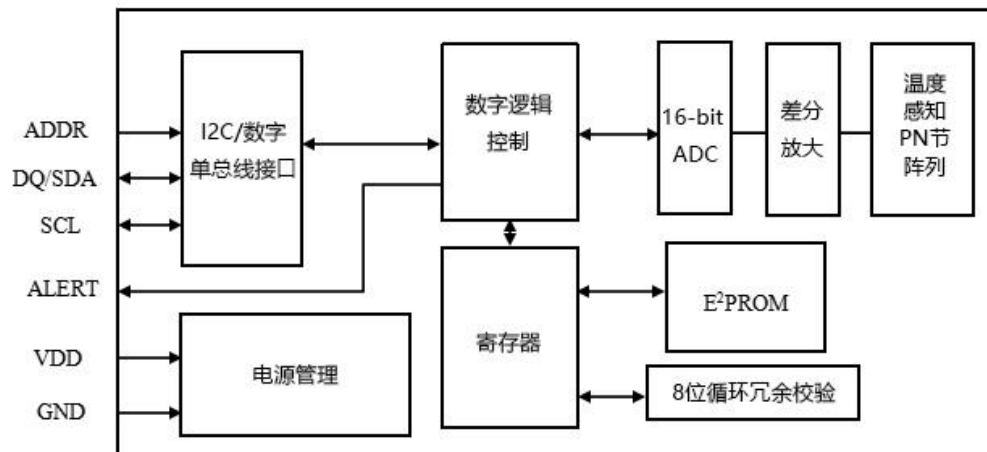 ADDR
DQ/SDA
SCL
ALERT
VDD
GND
I2C/数字
单总线接口
数字逻辑
控制
16-bit
ADC
差分
放大
温度
感知
PN节
阵列
寄存器
E²PROM
8位循环冗余校验
电源管理